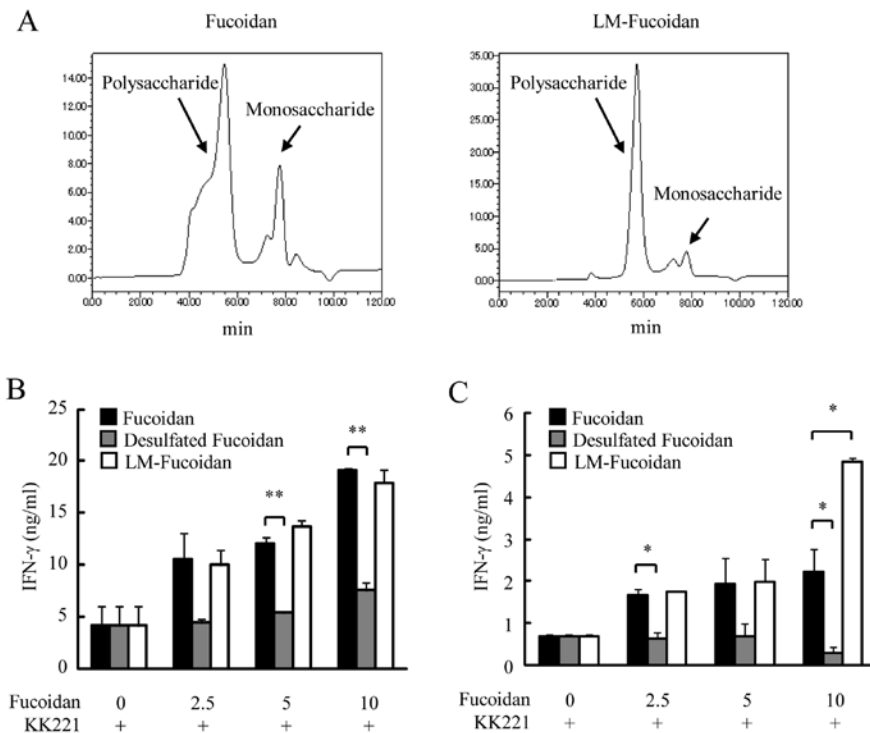 A
Fucoidan
LM-Fucoidan
14.00
12.00
10.00
8.00
6.00
4.00
2.00
0.00
Polysaccharide
Monosaccharide
0.00 20.00 40.00 60.00 80.00 100.00 120.00
min
35.00
30.00
25.00
20.00
15.00
10.00
5.00
0.00
Polysaccharide
Monosaccharide
0.00 20.00 40.00 60.00 80.00 100.00 120.00
min
B
IFN-γ (ng/ml)
25
20
15
10
5
0
Fucoidan
Desulfated Fucoidan
LM-Fucoidan
**
**
Fucoidan 0 2.5 5 10
KK221 + + + +
C
IFN-γ (ng/ml)
6
5
4
3
2
1
0
Fucoidan
Desulfated Fucoidan
LM-Fucoidan
*
*
*
Fucoidan 0 2.5 5 10
KK221 + + + +